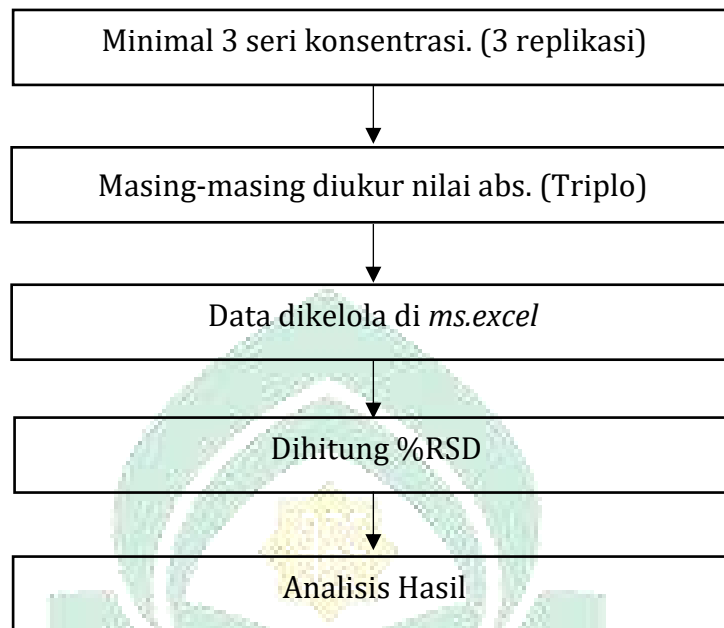 Minimal 3 seri konsentrasi. (3 replikasi)
Masing-masing diukur nilai abs. (Triplo)
Data dikelola di ms.excel
Dihitung %RSD
Analisis Hasil